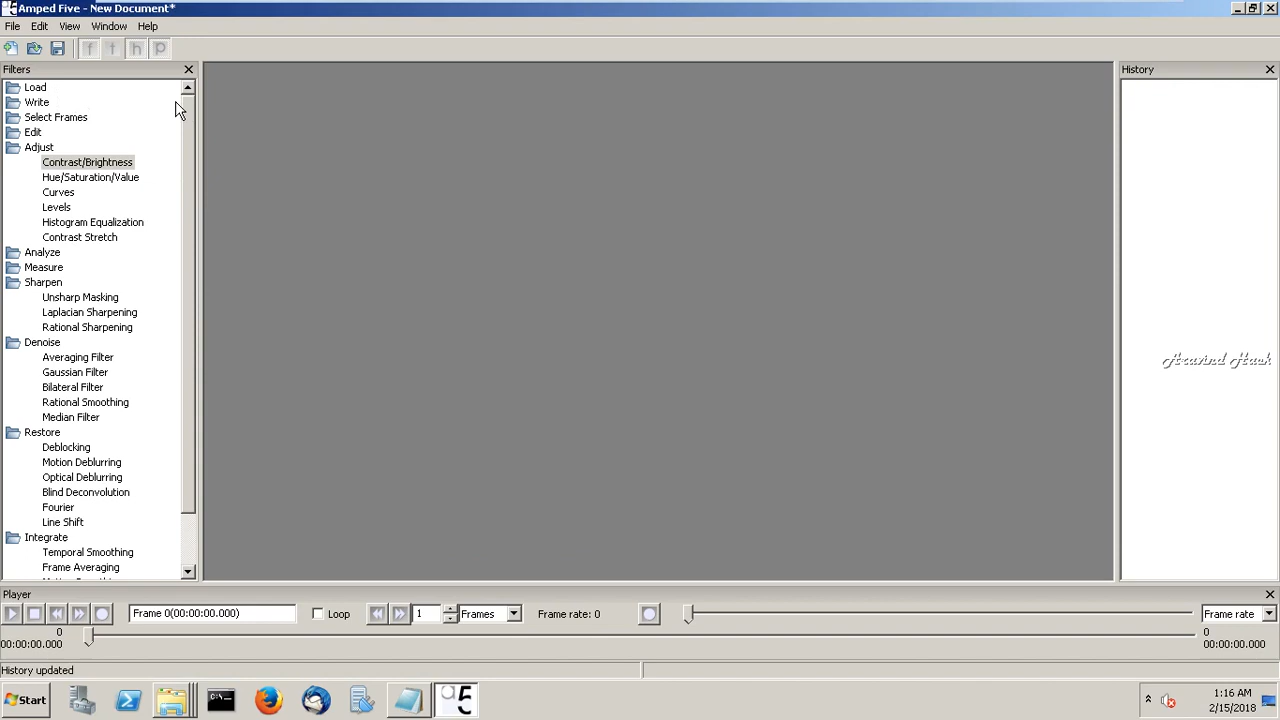 Amped Five - New Document*
File Edit View Window Help
Filters
History
Load
Write
Select Frames
Edit
Adjust
Contrast/Brightness
Hue/Saturation/Value
Curves
Levels
Histogram Equalization
Contrast Stretch
Analyze
Measure
Sharpen
Unsharp Masking
Laplacian Sharpening
Rational Sharpening
Denoise
Averaging Filter
Gaussian Filter
Bilateral Filter
Rational Smoothing
Median Filter
Restore
Deblocking
Motion Deblurring
Optical Deblurring
Blind Deconvolution
Fourier
Line Shift
Integrate
Temporal Smoothing
Frame Averaging
Aravind Hack
Player
Frame 0(00:00:00.000) Loop 1 Frames Frame rate: 0 Frame rate
0 0
00:00:00.000 00:00:00.000
History updated
Start 1:16 AM
2/15/2018